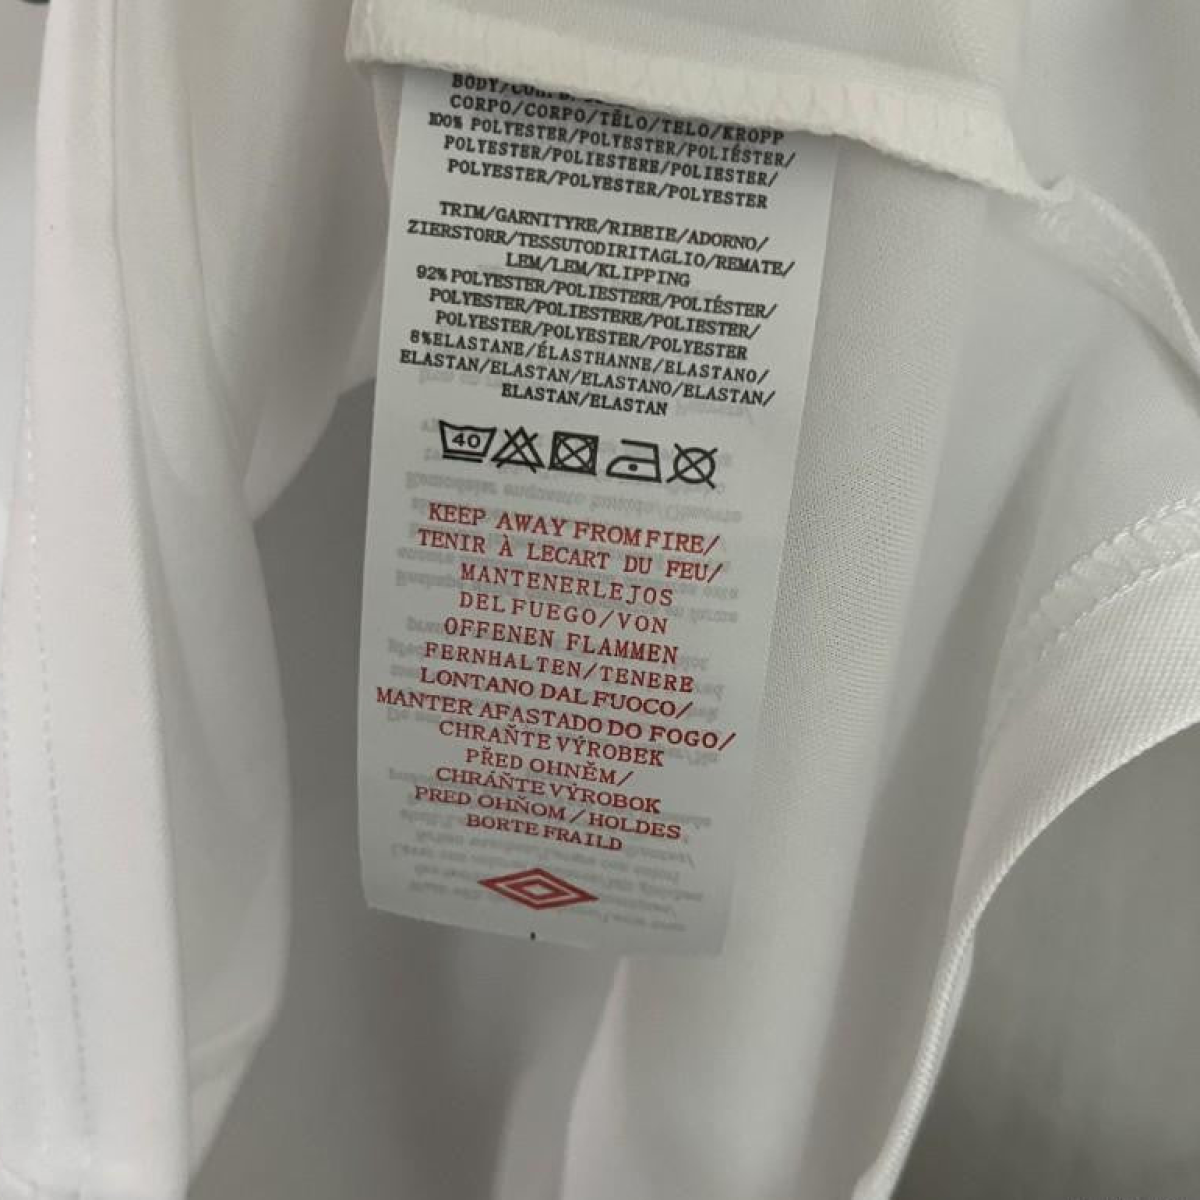 BODY/
CORPO/CORPO/TĚLO/TELO/KROPP
100% POLYESTER/POLYESTER/POLIÉSTER/
POLYESTER/POLIESTERE/POLIESTER/
POLYESTER/POLYESTER/POLYESTER
TRIM/GARNITYRE/RIBEIE/ADORNO/
ZIERSTORR/TESSUTODIRITAGLIO/REMATE/
LEM/LEM/KLIPPING
92% POLYESTER/POLIESTERE/POLIÉSTER/
POLYESTER/POLIESTERE/POLIESTER/
POLYESTER/POLYESTER/POLYESTER
8%ELASTANE/ÉLASTHANNE/ELASTANO/
ELASTAN/ELASTAN/ELASTANO/ELASTAN/
ELASTAN/ELASTAN
40
KEEP AWAY FROM FIRE/
TENIR À LECART DU FEU/
MANTENERLEJOS
DEL FUEGO/VON
OFFENEN FLAMMEN
FERNHALTEN/TENERE
LONTANO DAL FUOCO/
MANTER AFASTADO DO FOGO/
CHRAŇTE VÝROBEK
PŘED OHNĚM/
CHRÁŇTE VÝROBOK
PRED OHŇOM/HOLDES
BORTE FRA ILD